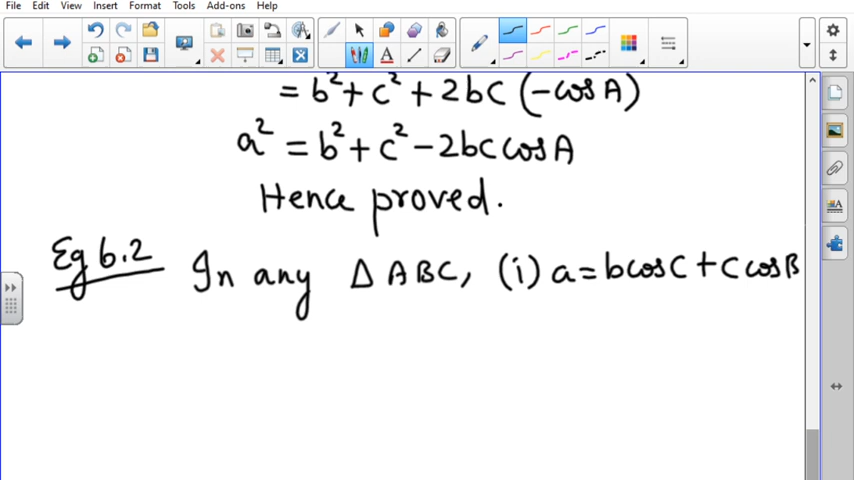 File Edit View Insert Format Tools Add-ons Help
= b² + c² + 2bc (-cos A)
a² = b² + c² - 2bc cos A
Hence proved.
Eg 6.2 In any Δ ABC, (i) a = b cos C + c cos B